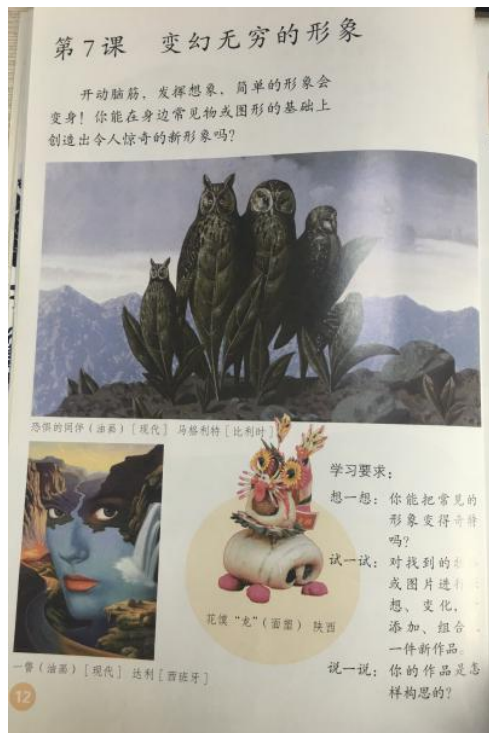 第7课 变幻无穷的形象
开动脑筋、发挥想象，简单的形象会
变身！你能在身边常见物或图形的基础上
创造出令人惊奇的新形象吗？
恐惧的同伴（油画）［现代］ 马格利特［比利时］
学习要求：
想一想：你能把常见的
形象变得奇特
吗？
试一试：对找到的
或图片进行
想、变化，
添加、组合
一件新作品。
说一说：你的作品是怎
样构思的？
花馍“龙”（面塑） 陕西
一瞥（油画）［现代］ 达利［西班牙］
12